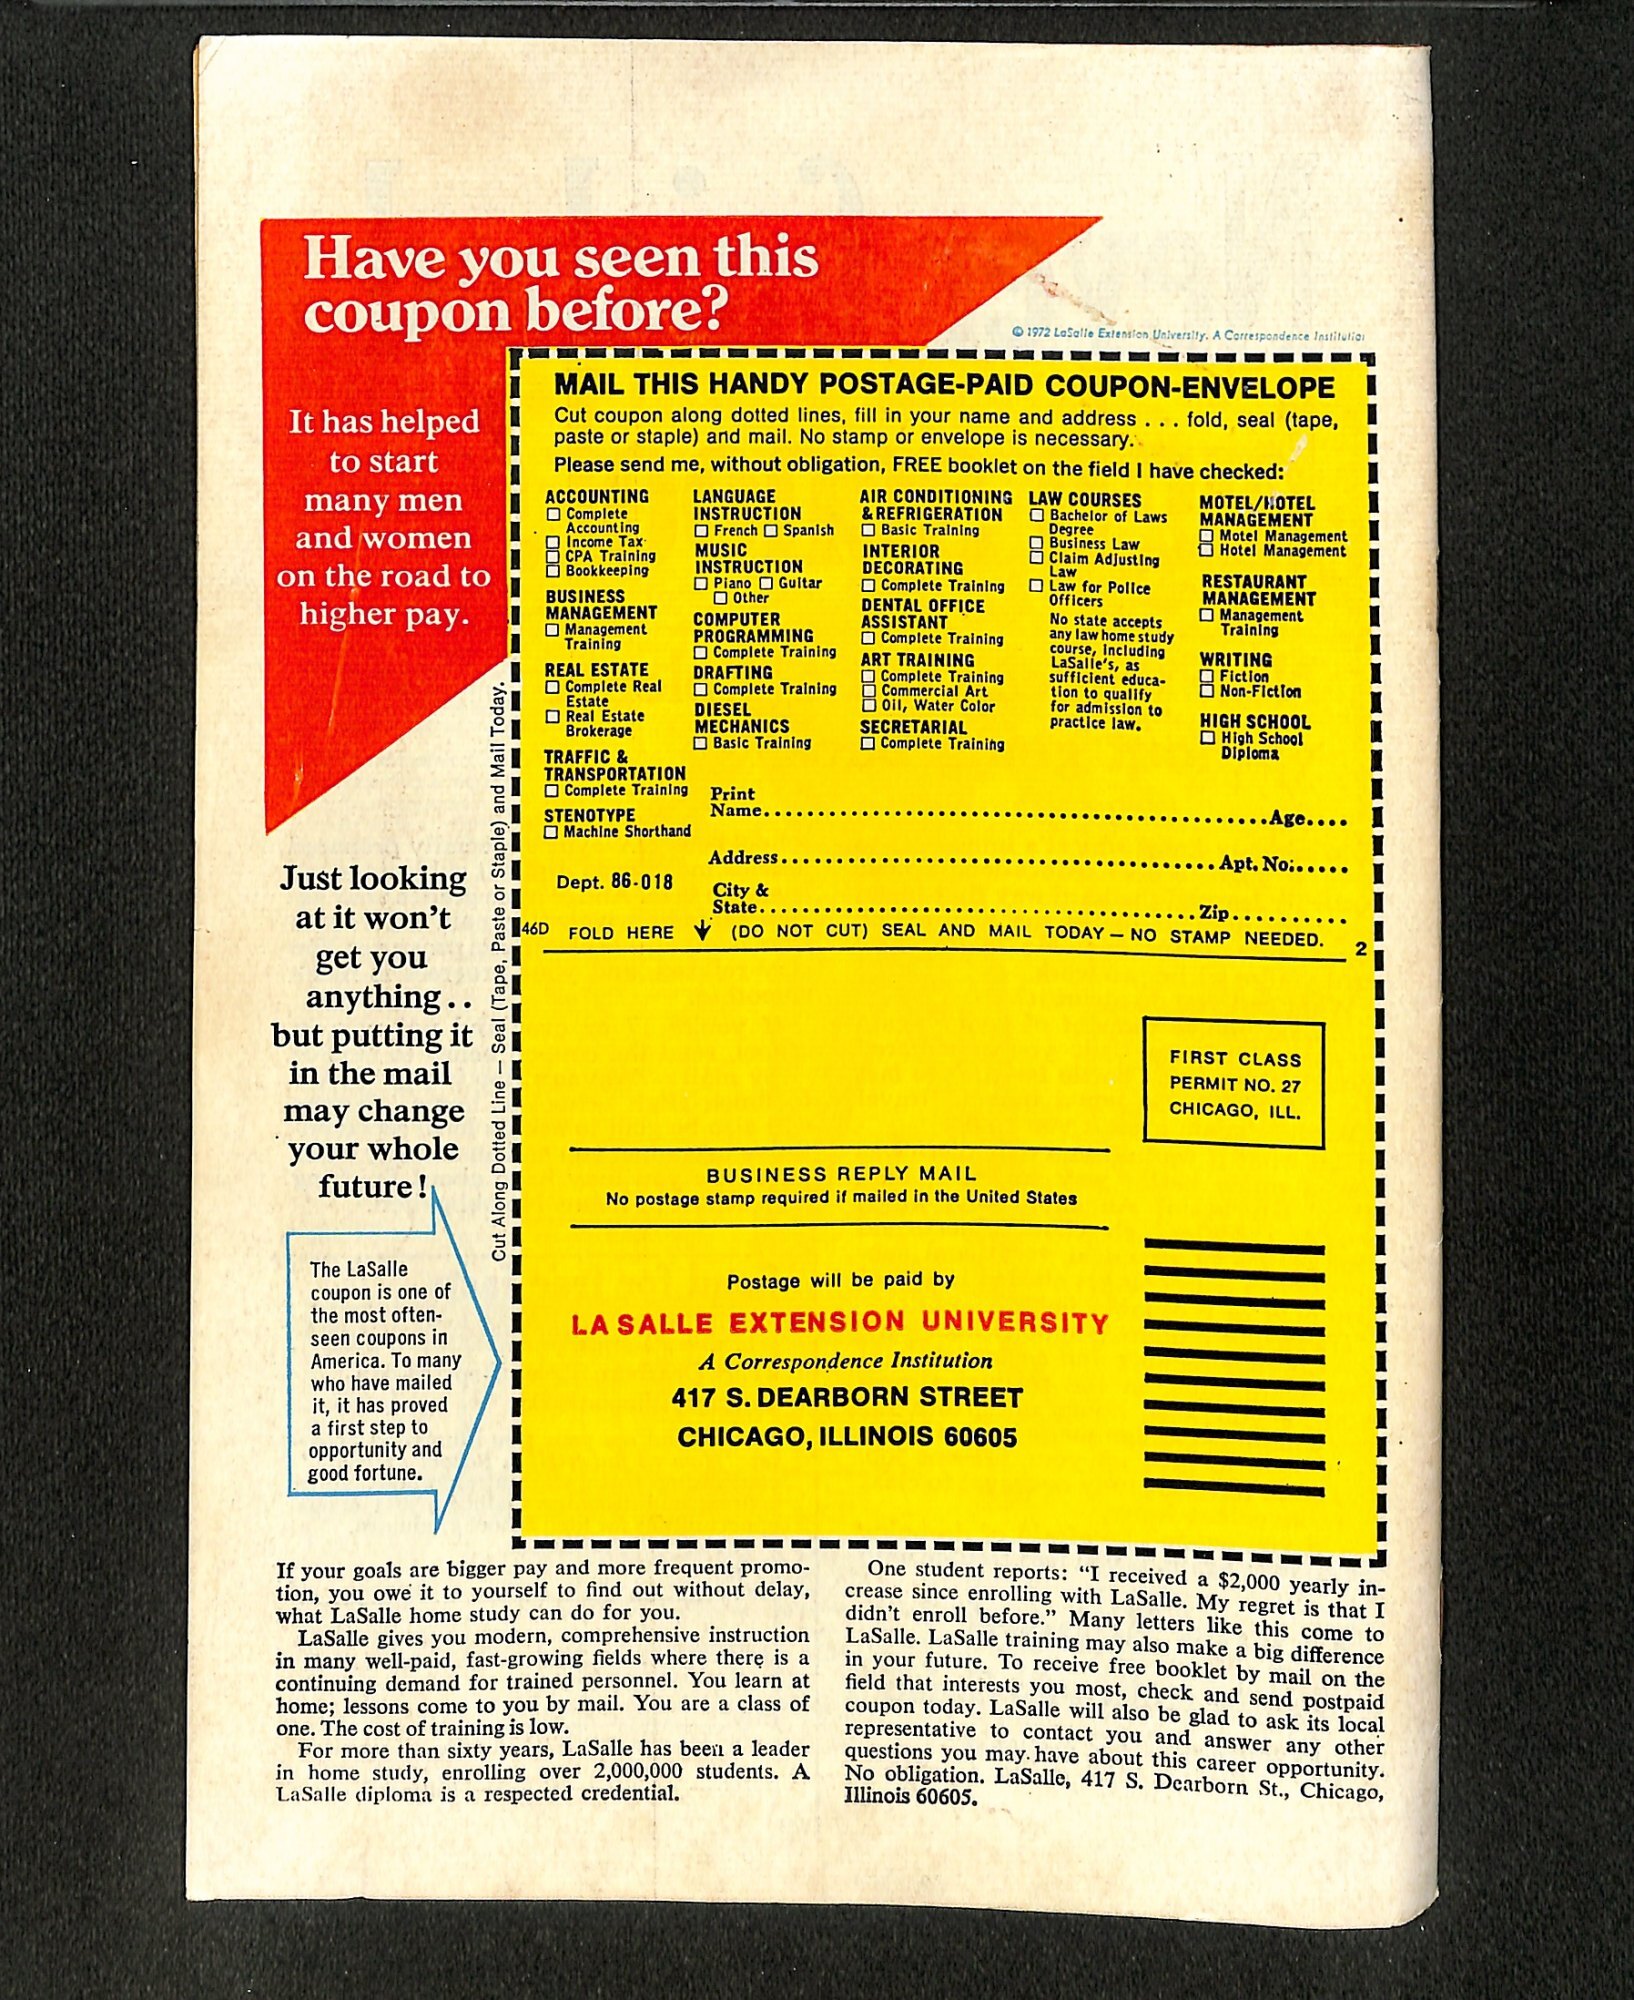 Have you seen this
coupon before?
© 1972 LaSalle Extension University. A Correspondence Institution
It has helped
to start
many men
and women
on the road to
higher pay.
Just looking
at it won't
get you
anything..
but putting it
in the mail
may change
your whole
future!
The LaSalle
coupon is one of
the most often-
seen coupons in
America. To many
who have mailed
it, it has proved
a first step to
opportunity and
good fortune.
Cut Along Dotted Line — Seal (Tape, Paste or Staple) and Mail Today.
MAIL THIS HANDY POSTAGE-PAID COUPON-ENVELOPE
Cut coupon along dotted lines, fill in your name and address . . . fold, seal (tape,
paste or staple) and mail. No stamp or envelope is necessary.
Please send me, without obligation, FREE booklet on the field I have checked:
ACCOUNTING
☐ Complete
Accounting
☐ Income Tax
☐ CPA Training
☐ Bookkeeping
BUSINESS
MANAGEMENT
☐ Management
Training
REAL ESTATE
☐ Complete Real
Estate
☐ Real Estate
Brokerage
TRAFFIC &
TRANSPORTATION
☐ Complete Training
STENOTYPE
☐ Machine Shorthand
LANGUAGE
INSTRUCTION
☐ French ☐ Spanish
MUSIC
INSTRUCTION
☐ Piano ☐ Guitar
☐ Other
COMPUTER
PROGRAMMING
☐ Complete Training
DRAFTING
☐ Complete Training
DIESEL
MECHANICS
☐ Basic Training
AIR CONDITIONING
& REFRIGERATION
☐ Basic Training
INTERIOR
DECORATING
☐ Complete Training
DENTAL OFFICE
ASSISTANT
☐ Complete Training
ART TRAINING
☐ Complete Training
☐ Commercial Art
☐ Oil, Water Color
SECRETARIAL
☐ Complete Training
LAW COURSES
☐ Bachelor of Laws
Degree
☐ Business Law
☐ Claim Adjusting
Law
☐ Law for Police
Officers
No state accepts
any law home study
course, including
LaSalle's, as
sufficient educa-
tion to qualify
for admission to
practice law.
MOTEL/HOTEL
MANAGEMENT
☐ Motel Management
☐ Hotel Management
RESTAURANT
MANAGEMENT
☐ Management
Training
WRITING
☐ Fiction
☐ Non-Fiction
HIGH SCHOOL
☐ High School
Diploma
Print
Name.............................................Age....
Address.......................................Apt. No:.....
Dept. 86-018
City &
State.......................................Zip..........
46D FOLD HERE ↓ (DO NOT CUT) SEAL AND MAIL TODAY — NO STAMP NEEDED. 2
FIRST CLASS
PERMIT NO. 27
CHICAGO, ILL.
BUSINESS REPLY MAIL
No postage stamp required if mailed in the United States
Postage will be paid by
LA SALLE EXTENSION UNIVERSITY
A Correspondence Institution
417 S. DEARBORN STREET
CHICAGO, ILLINOIS 60605
If your goals are bigger pay and more frequent promo-
tion, you owe it to yourself to find out without delay,
what LaSalle home study can do for you.
LaSalle gives you modern, comprehensive instruction
in many well-paid, fast-growing fields where there is a
continuing demand for trained personnel. You learn at
home; lessons come to you by mail. You are a class of
one. The cost of training is low.
For more than sixty years, LaSalle has been a leader
in home study, enrolling over 2,000,000 students. A
LaSalle diploma is a respected credential.
One student reports: "I received a $2,000 yearly in-
crease since enrolling with LaSalle. My regret is that I
didn't enroll before." Many letters like this come to
LaSalle. LaSalle training may also make a big difference
in your future. To receive free booklet by mail on the
field that interests you most, check and send postpaid
coupon today. LaSalle will also be glad to ask its local
representative to contact you and answer any other
questions you may have about this career opportunity.
No obligation. LaSalle, 417 S. Dearborn St., Chicago,
Illinois 60605.